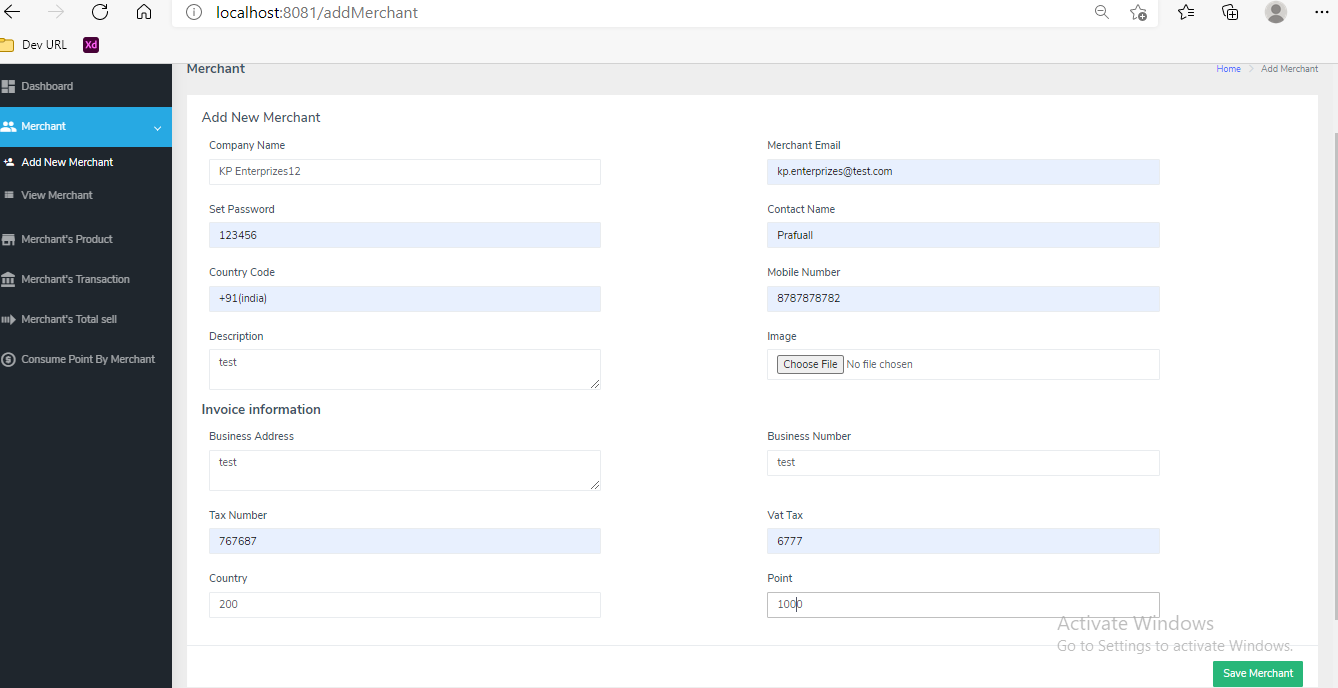 localhost:8081/addMerchant
Dev URL
Xd
Dashboard
Merchant
Add New Merchant
View Merchant
Merchant's Product
Merchant's Transaction
Merchant's Total sell
Consume Point By Merchant
Merchant
Home > Add Merchant
Add New Merchant
Company Name
KP Enterprizes12
Merchant Email
kp.enterprizes@test.com
Set Password
123456
Contact Name
Prafuall
Country Code
+91(india)
Mobile Number
8787878782
Description
test
Image
Choose File No file chosen
Invoice information
Business Address
test
Business Number
test
Tax Number
767687
Vat Tax
6777
Country
200
Point
1000
Activate Windows
Go to Settings to activate Windows.
Save Merchant